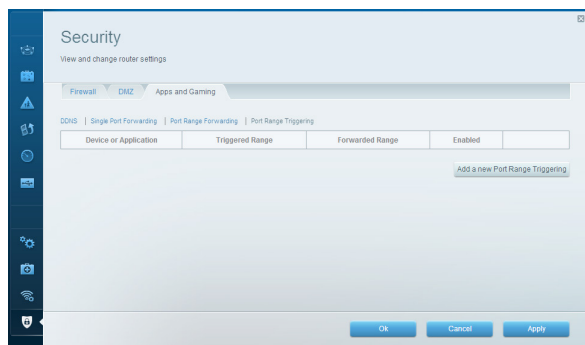 Security
View and change router settings
Firewall DMZ Apps and Gaming
DDNS | Single Port Forwarding | Port Range Forwarding | Port Range Triggering
Device or Application Triggered Range Forwarded Range Enabled
Add a new Port Range Triggering
Ok Cancel Apply